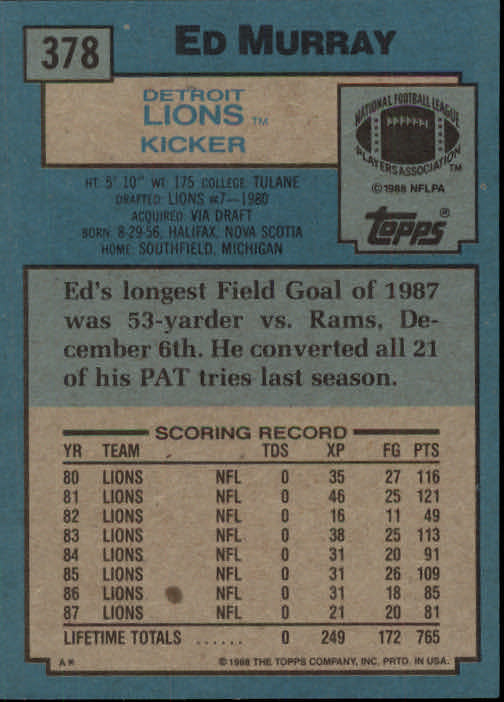 378
ED MURRAY
DETROIT
LIONS TM
KICKER
NATIONAL FOOTBALL LEAGUE
PLAYERS ASSOCIATION TM
© 1988 NFLPA
topps®
HT: 5' 10" WT: 175 COLLEGE: TULANE
DRAFTED: LIONS #7-1980
ACQUIRED: VIA DRAFT
BORN: 8-29-56, HALIFAX, NOVA SCOTIA
HOME: SOUTHFIELD, MICHIGAN
Ed's longest Field Goal of 1987
was 53-yarder vs. Rams, De-
cember 6th. He converted all 21
of his PAT tries last season.
SCORING RECORD
YR TEAM TDS XP FG PTS
80 LIONS NFL 0 35 27 116
81 LIONS NFL 0 46 25 121
82 LIONS NFL 0 16 11 49
83 LIONS NFL 0 38 25 113
84 LIONS NFL 0 31 20 91
85 LIONS NFL 0 31 26 109
86 LIONS NFL 0 31 18 85
87 LIONS NFL 0 21 20 81
LIFETIME TOTALS ...... 0 249 172 765
A* © 1988 THE TOPPS COMPANY, INC. PRTD. IN USA.